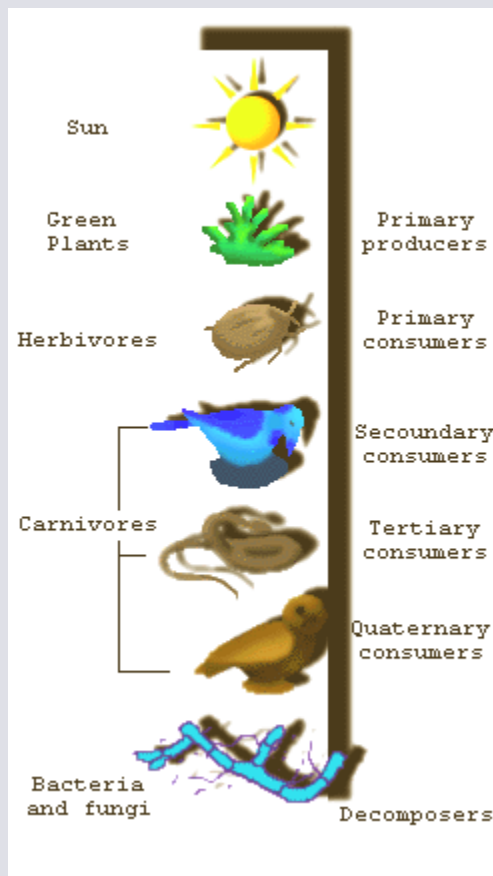 Sun
Green
Plants
Primary
producers
Herbivores
Primary
consumers
Secoundary
consumers
Carnivores
Tertiary
consumers
Quaternary
consumers
Bacteria
and fungi
Decomposers